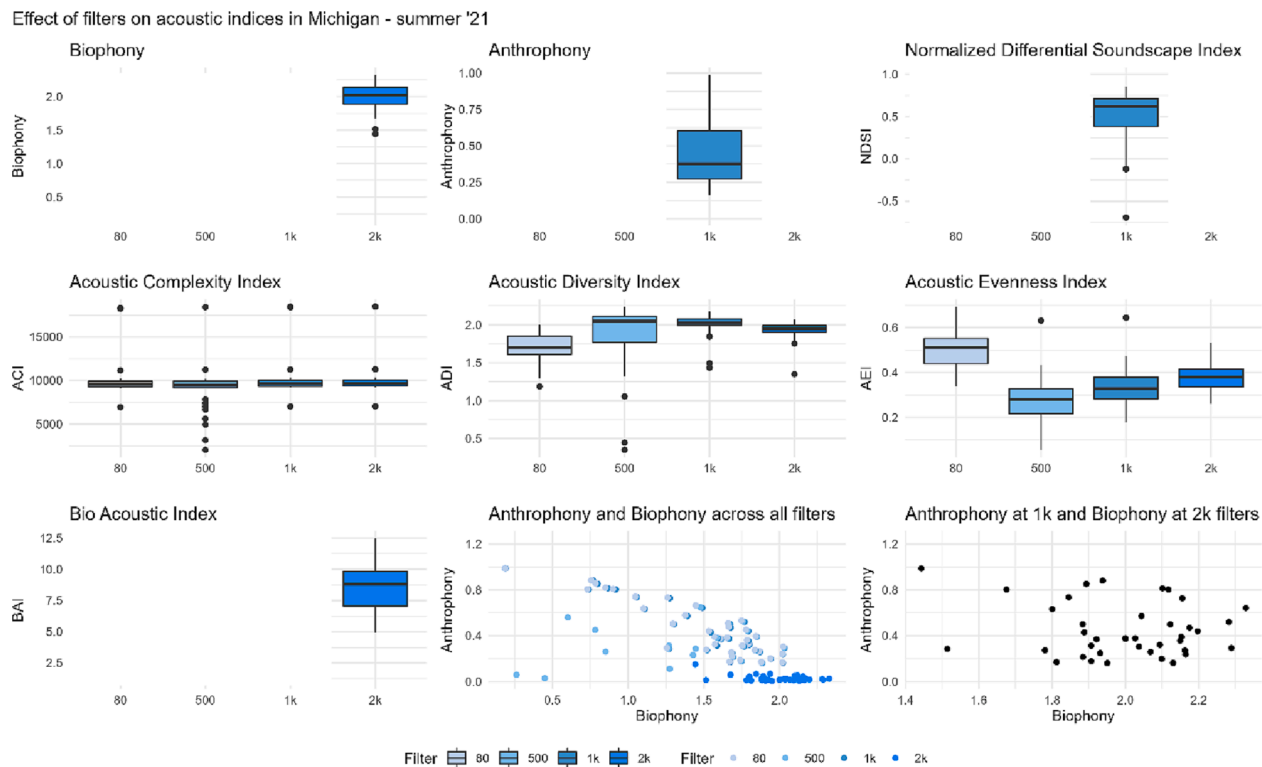 Effect of filters on acoustic indices in Michigan - summer '21
Biophony
Biophony
2.0
1.5
1.0
0.5
80 500 1k 2k
Anthrophony
Anthrophony
1.00
0.75
0.50
0.25
0.00
80 500 1k 2k
Normalized Differential Soundscape Index
NDSI
1.0
0.5
0.0
-0.5
80 500 1k 2k
Acoustic Complexity Index
ACI
15000
10000
5000
80 500 1k 2k
Acoustic Diversity Index
ADI
2.0
1.5
1.0
0.5
80 500 1k 2k
Acoustic Evenness Index
AEI
0.6
0.4
0.2
80 500 1k 2k
Bio Acoustic Index
BAI
12.5
10.0
7.5
5.0
2.5
80 500 1k 2k
Anthrophony and Biophony across all filters
Anthrophony
1.2
0.8
0.4
0.0
0.5 1.0 1.5 2.0
Biophony
Anthrophony at 1k and Biophony at 2k filters
Anthrophony
1.2
0.8
0.4
0.0
1.4 1.6 1.8 2.0 2.2
Biophony
Filter 80 500 1k 2k Filter 80 500 1k 2k